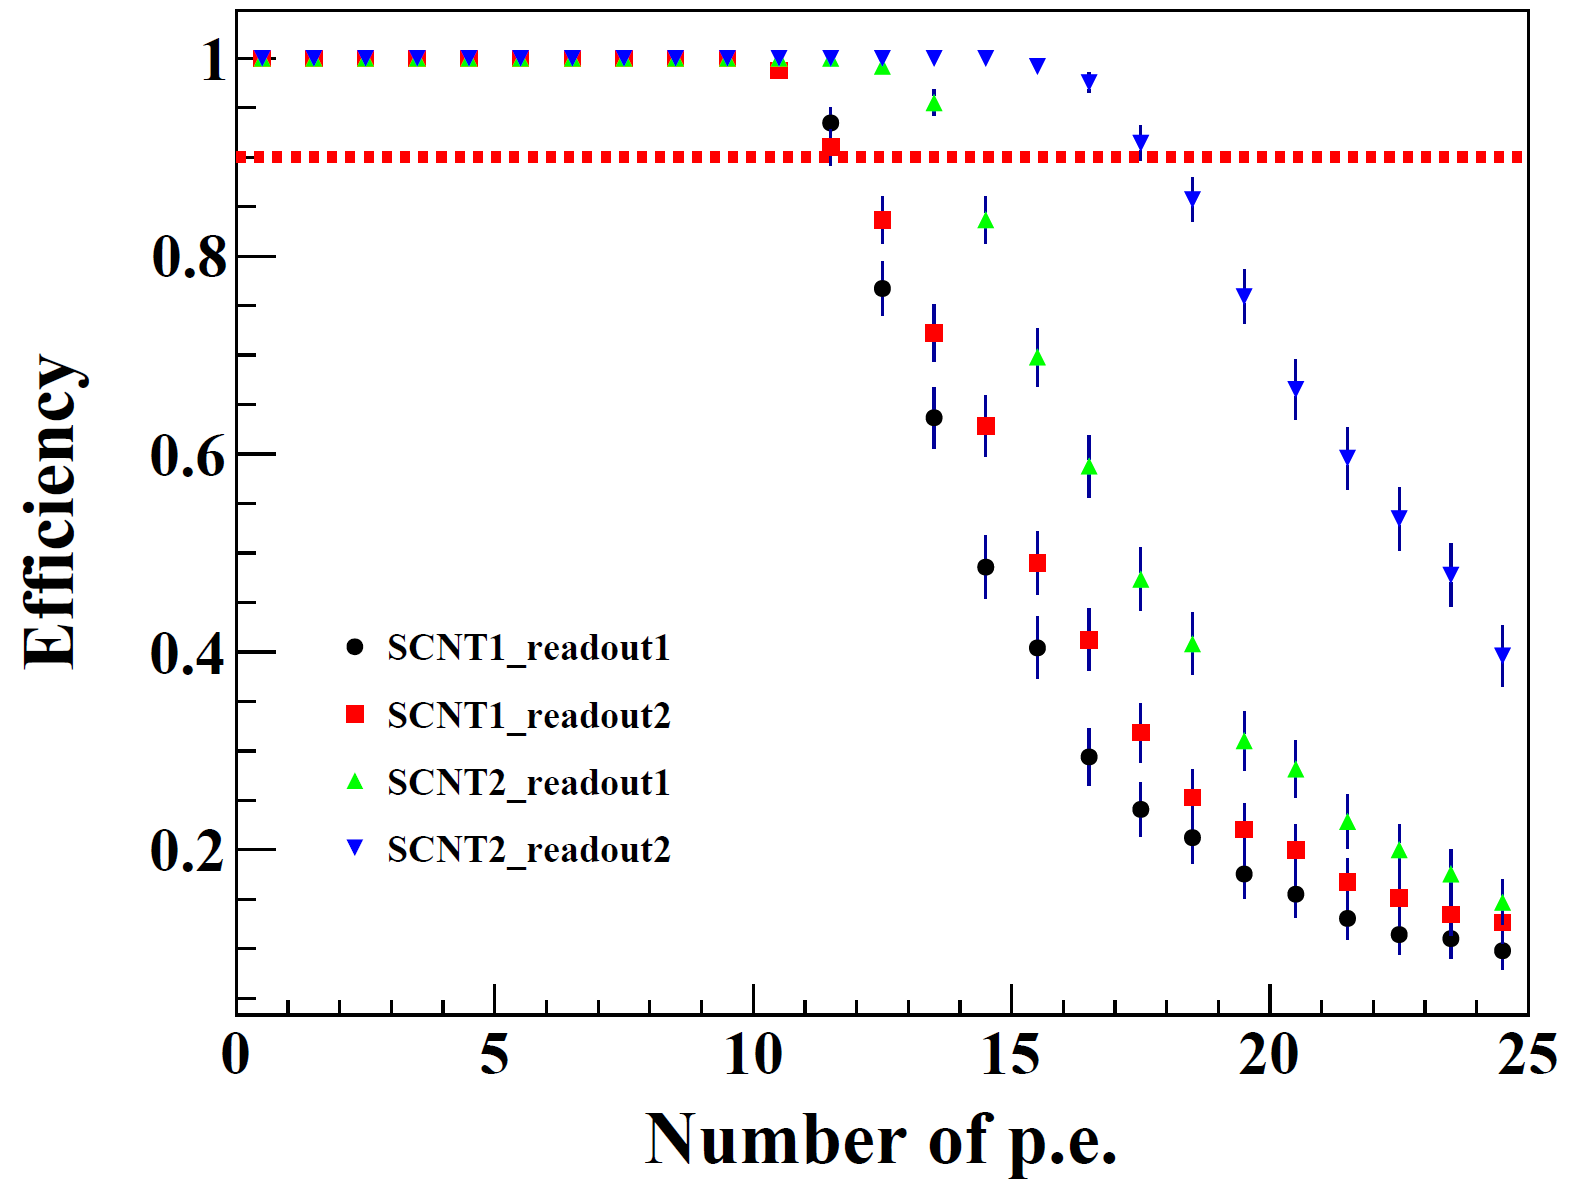 1
0.8
0.6
0.4
0.2
Efficiency
SCNT1_readout1
SCNT1_readout2
SCNT2_readout1
SCNT2_readout2
0 5 10 15 20 25
Number of p.e.